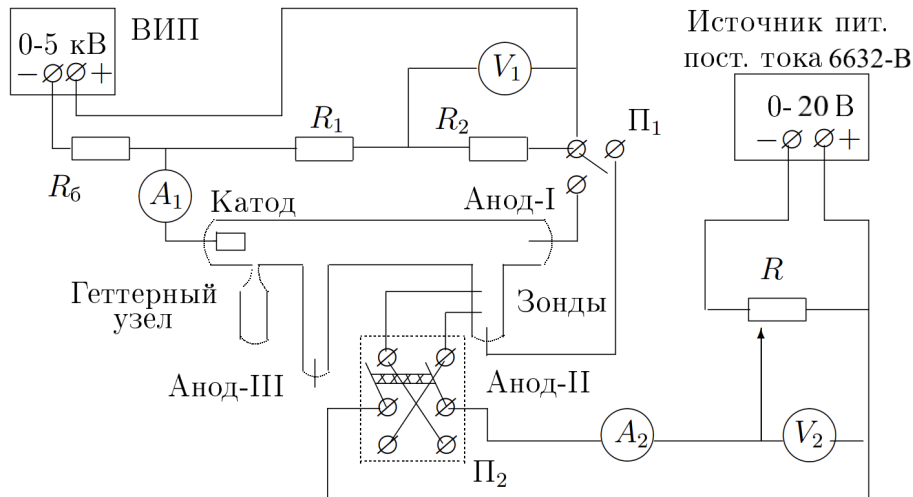 ВИП
0-5 кВ
− +
Источник пит.
пост. тока 6632-В
0- 20 В
− +
V₁
R₁
R₂
П₁
Rб
A₁
Катод
Анод-I
R
Геттерный
узел
Зонды
Анод-III
Анод-II
A₂
V₂
П₂